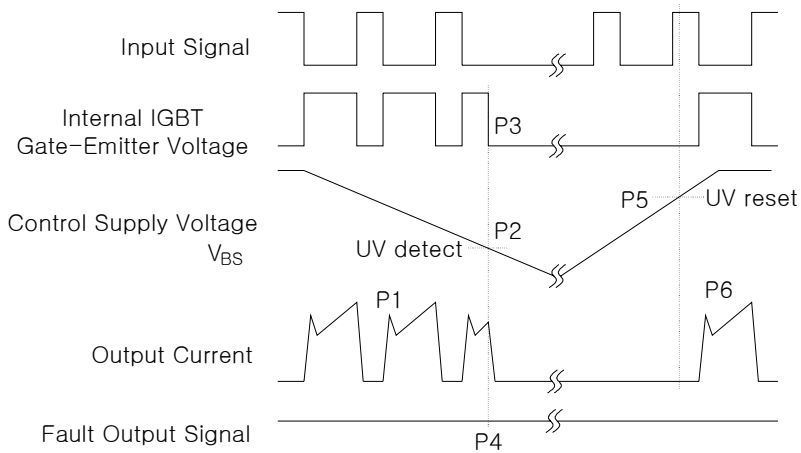 Input Signal
Internal IGBT
Gate-Emitter Voltage
P3
Control Supply Voltage
V_BS
UV detect
P2
P5
UV reset
P1
P6
Output Current
Fault Output Signal
P4